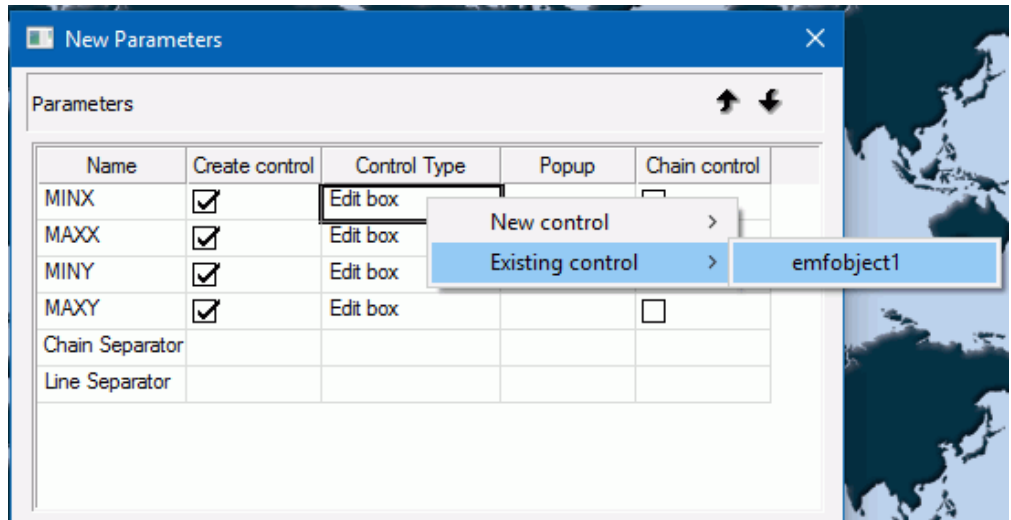 New Parameters
Parameters
Name Create control Control Type Popup Chain control
MINX Edit box
MAXX Edit box
MINY Edit box
MAXY Edit box
Chain Separator
Line Separator
New control
Existing control
emfobject1